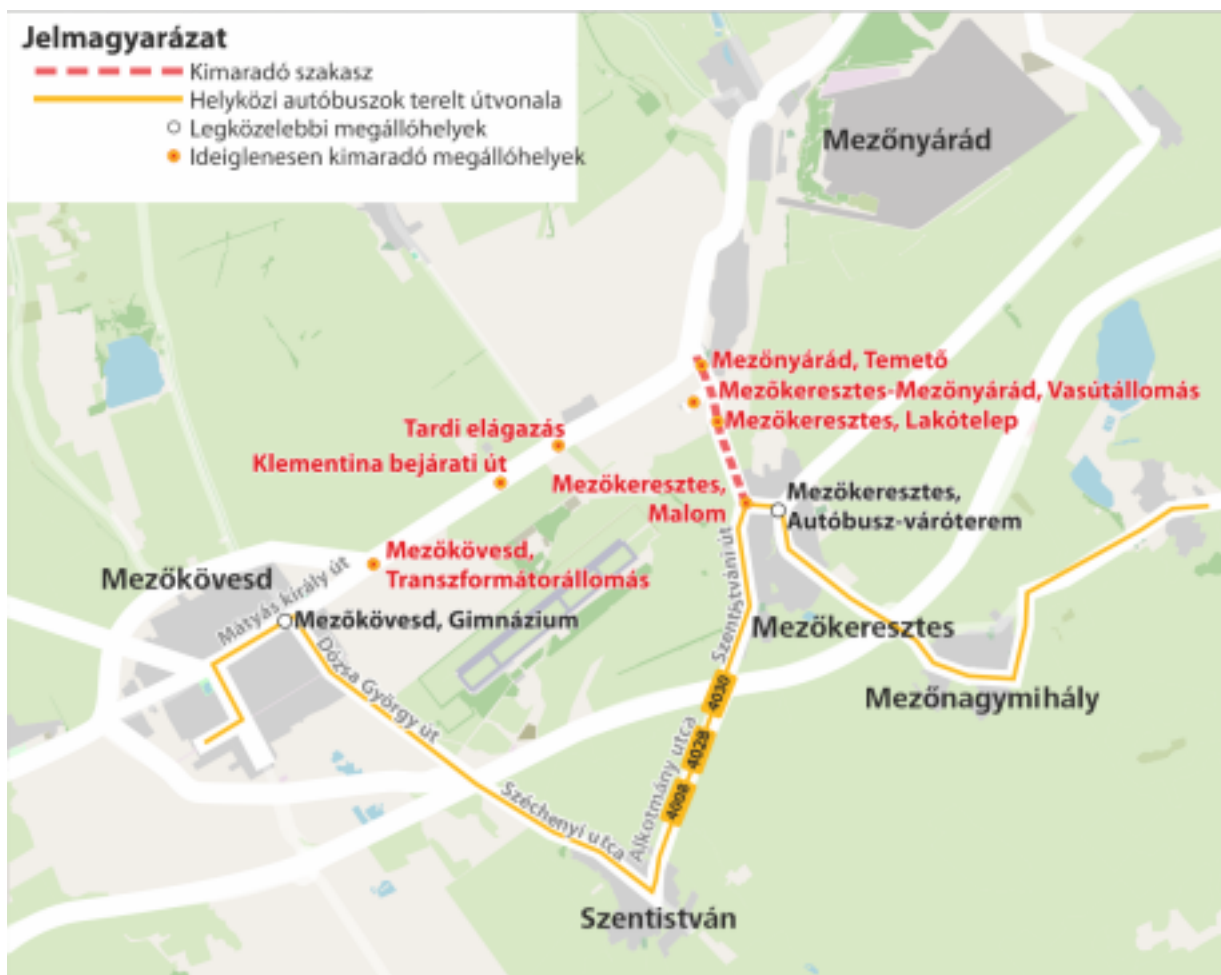 Jelmagyarázat
Kimaradó szakasz
Helyközi autóbuszok terelt útvonala
Legközelebbi megállóhelyek
Ideiglenesen kimaradó megállóhelyek
Mezőnyárád
Mezőnyárád, Temető
Mezőkeresztes-Mezőnyárád, Vasútállomás
Mezőkeresztes, Lakótelep
Tardi elágazás
Klementina bejárati út
Mezőkeresztes,
Malom
Mezőkeresztes,
Autóbusz-váróterem
Mezőkövesd,
Transzformátorállomás
Mezőkövesd
Mátyás király út
Mezőkövesd, Gimnázium
Szentistváni út
Mezőkeresztes
Mezőnagymihály
Dózsa György út
4030
4028
4008
Alkotmány utca
Széchenyi utca
Szentistván